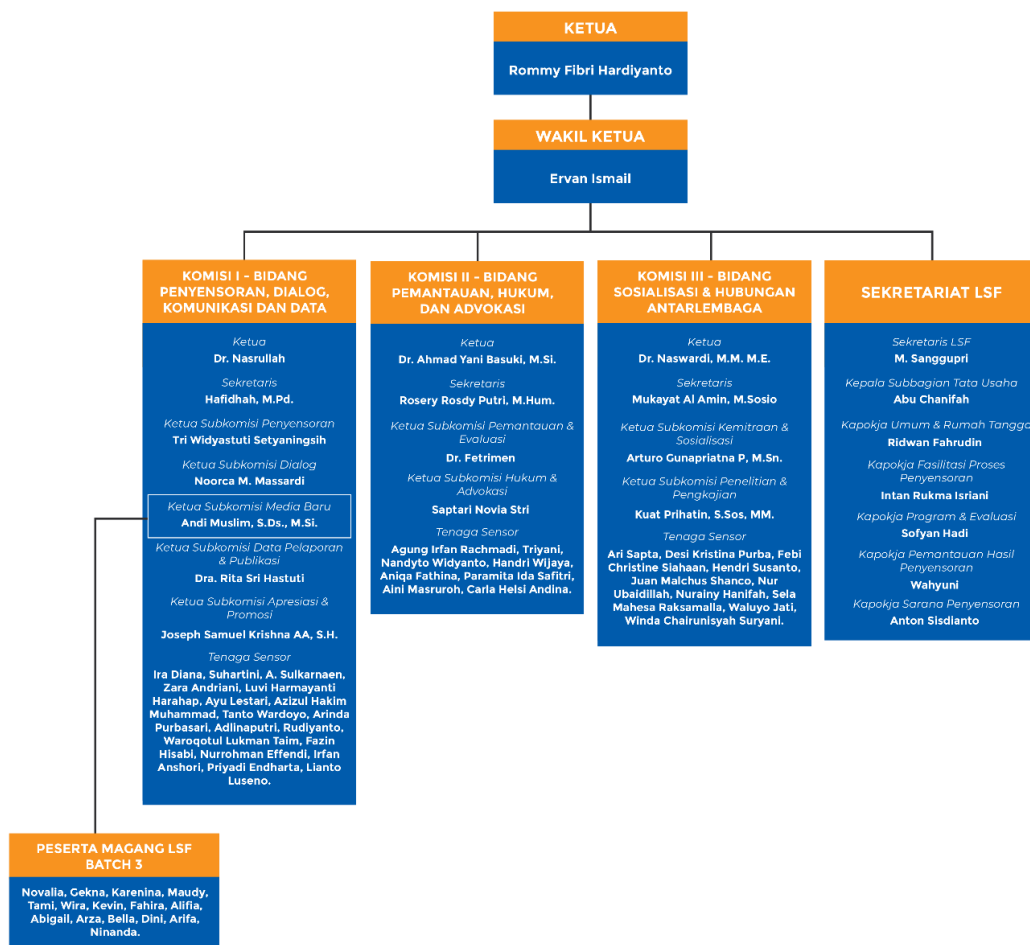 KETUA
Rommy Fibri Hardiyanto
WAKIL KETUA
Ervan Ismail
KOMISI I - BIDANG
PENYENSORAN, DIALOG,
KOMUNIKASI DAN DATA
Ketua
Dr. Nasrullah
Sekretaris
Hafidhah, M.Pd.
Ketua Subkomisi Penyensoran
Tri Widyastuti Setyaningsih
Ketua Subkomisi Dialog
Noorca M. Massardi
Ketua Subkomisi Media Baru
Andi Muslim, S.Ds., M.Si.
Ketua Subkomisi Data Pelaporan
& Publikasi
Dra. Rita Sri Hastuti
Ketua Subkomisi Apresiasi &
Promosi
Joseph Samuel Krishna AA, S.H.
Tenaga Sensor
Ira Diana, Suhartini, A. Sulkarnaen,
Zara Andriani, Luvi Harmayanti
Harahap, Ayu Lestari, Azizul Hakim
Muhammad, Tanto Wardoyo, Arinda
Purbasari, Adlinaputri, Rudiyanto,
Waroqotul Lukman Taim, Fazin
Hisabi, Nurrohman Effendi, Irfan
Anshori, Priyadi Endharta, Lianto
Luseno.
KOMISI II - BIDANG
PEMANTAUAN, HUKUM,
DAN ADVOKASI
Ketua
Dr. Ahmad Yani Basuki, M.Si.
Sekretaris
Rosery Rosdy Putri, M.Hum.
Ketua Subkomisi Pemantauan &
Evaluasi
Dr. Fetrimen
Ketua Subkomisi Hukum &
Advokasi
Saptari Novia Stri
Tenaga Sensor
Agung Irfan Rachmadi, Triyani,
Nandyto Widyanto, Handri Wijaya,
Aniqa Fathina, Paramita Ida Safitri,
Aini Masruroh, Carla Helsi Andina.
KOMISI III - BIDANG
SOSIALISASI & HUBUNGAN
ANTARLEMBAGA
Ketua
Dr. Naswardi, M.M. M.E.
Sekretaris
Mukayat Al Amin, M.Sosio
Ketua Subkomisi Kemitraan &
Sosialisasi
Arturo Gunapriatna P, M.Sn.
Ketua Subkomisi Penelitian &
Pengkajian
Kuat Prihatin, S.Sos, MM.
Tenaga Sensor
Ari Sapta, Desi Kristina Purba, Febi
Christine Siahaan, Hendri Susanto,
Juan Malchus Shanco, Nur
Ubaidillah, Nurainy Hanifah, Sela
Mahesa Raksamalla, Waluyo Jati,
Winda Chairunisyah Suryani.
SEKRETARIAT LSF
Sekretaris LSF
M. Sanggupri
Kepala Subbagian Tata Usaha
Abu Chanifah
Kapokja Umum & Rumah Tangga
Ridwan Fahrudin
Kapokja Fasilitasi Proses
Penyensoran
Intan Rukma Isriani
Kapokja Program & Evaluasi
Sofyan Hadi
Kapokja Pemantauan Hasil
Penyensoran
Wahyuni
Kapokja Sarana Penyensoran
Anton Sisdianto
PESERTA MAGANG LSF
BATCH 3
Novalia, Gekna, Karenina, Maudy,
Tami, Wira, Kevin, Fahira, Alifia,
Abigail, Arza, Bella, Dini, Arifa,
Ninanda.